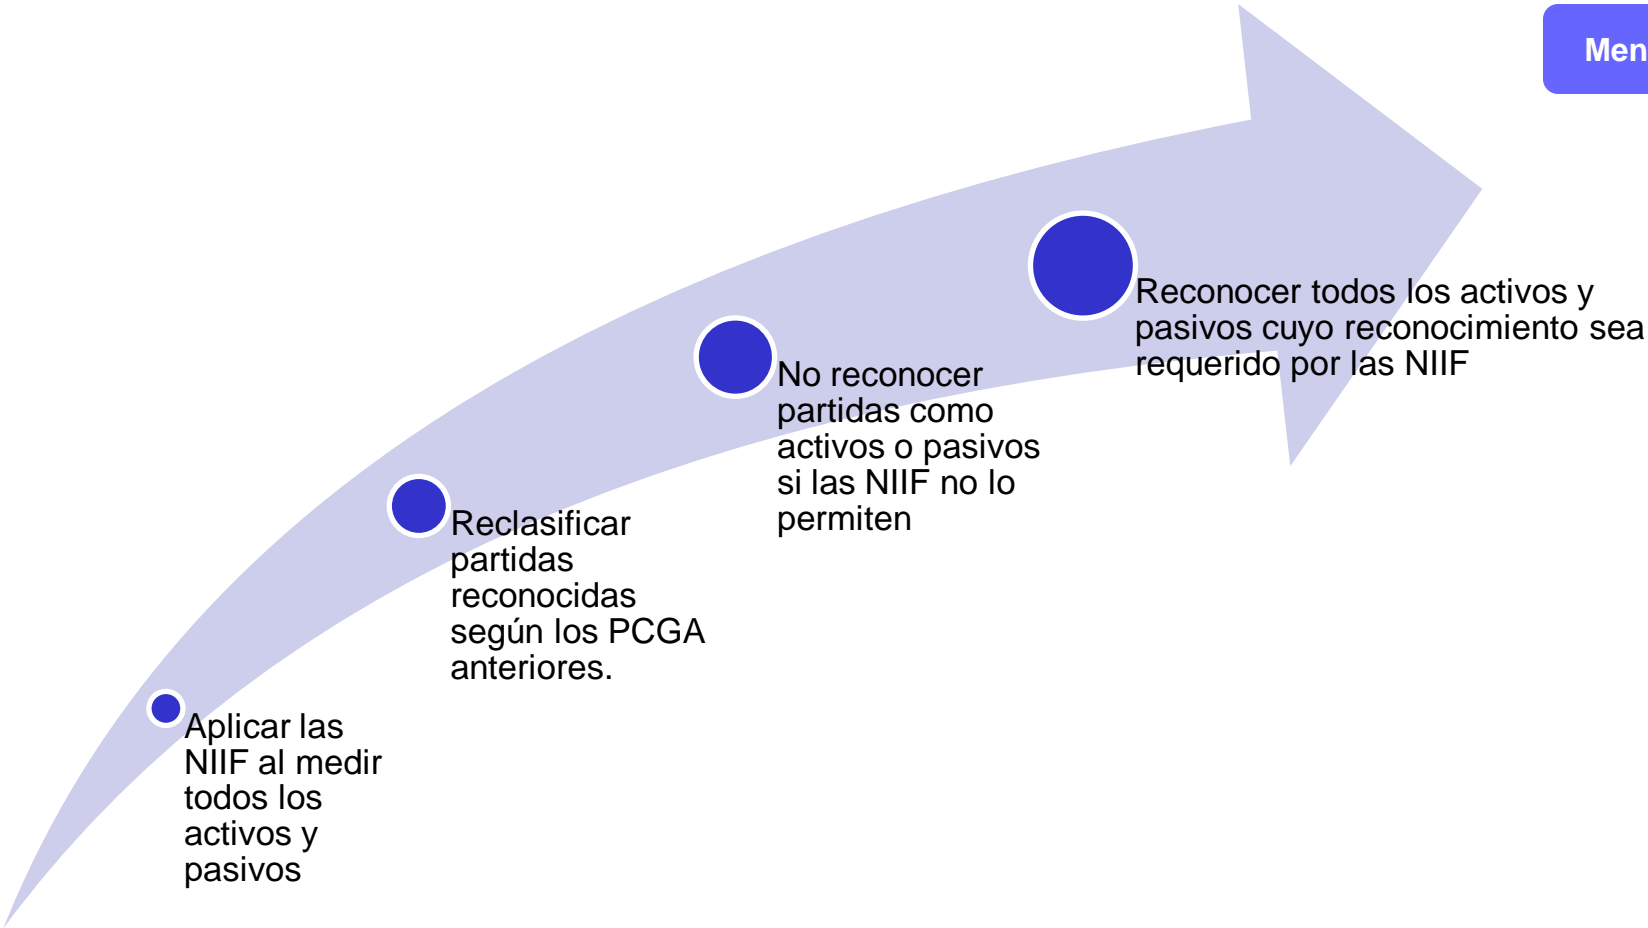 Men
Reconocer todos los activos y
pasivos cuyo reconocimiento sea
requerido por las NIIF
No reconocer
partidas como
activos o pasivos
si las NIIF no lo
permiten
Reclasificar
partidas
reconocidas
según los PCGA
anteriores.
Aplicar las
NIIF al medir
todos los
activos y
pasivos